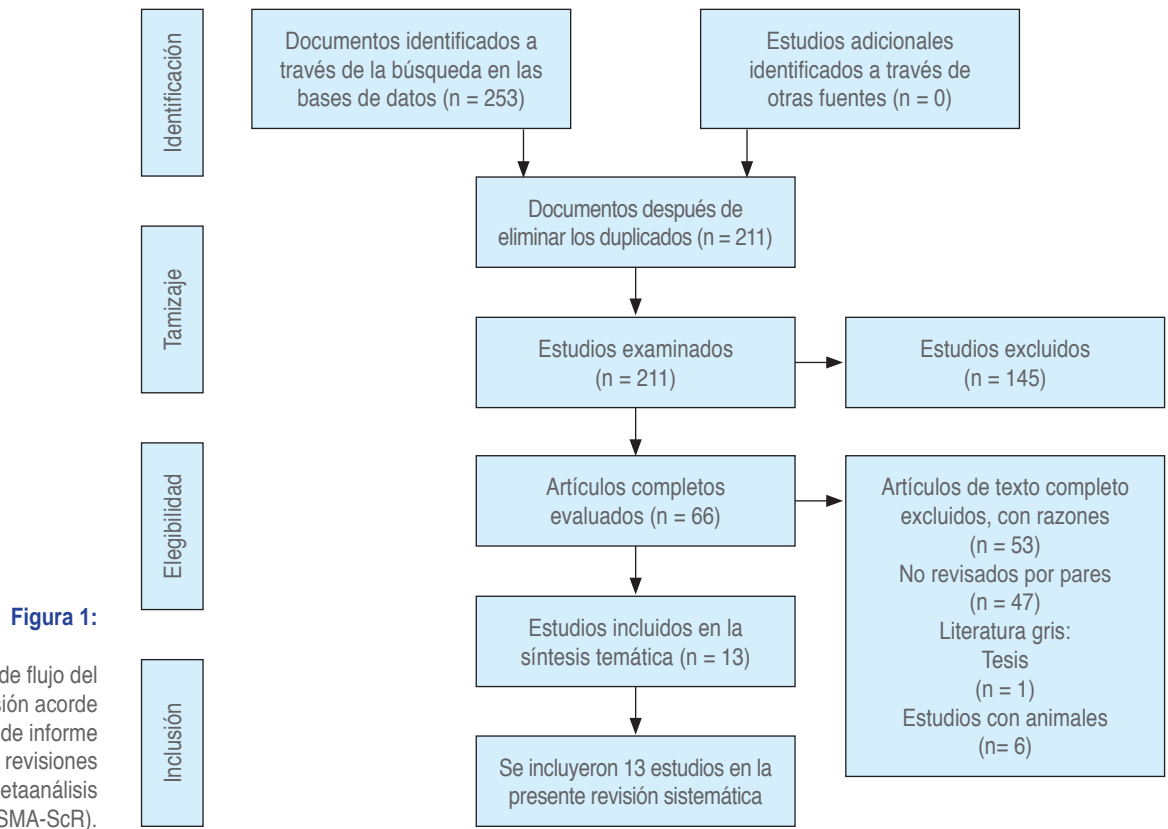 Identificación
Documentos identificados a
través de la búsqueda en las
bases de datos (n = 253)
Estudios adicionales
identificados a través de
otras fuentes (n = 0)
Documentos después de
eliminar los duplicados (n = 211)
Tamizaje
Estudios examinados
(n = 211)
Estudios excluidos
(n = 145)
Elegibilidad
Artículos completos
evaluados (n = 66)
Artículos de texto completo
excluidos, con razones
(n = 53)
No revisados por pares
(n = 47)
Literatura gris:
Tesis
(n = 1)
Estudios con animales
(n= 6)
Estudios incluidos en la
síntesis temática (n = 13)
Inclusión
Se incluyeron 13 estudios en la
presente revisión sistemática
Figura 1:
de flujo del
sión acorde
de informe
revisiones
etaanálisis
SMA-ScR).